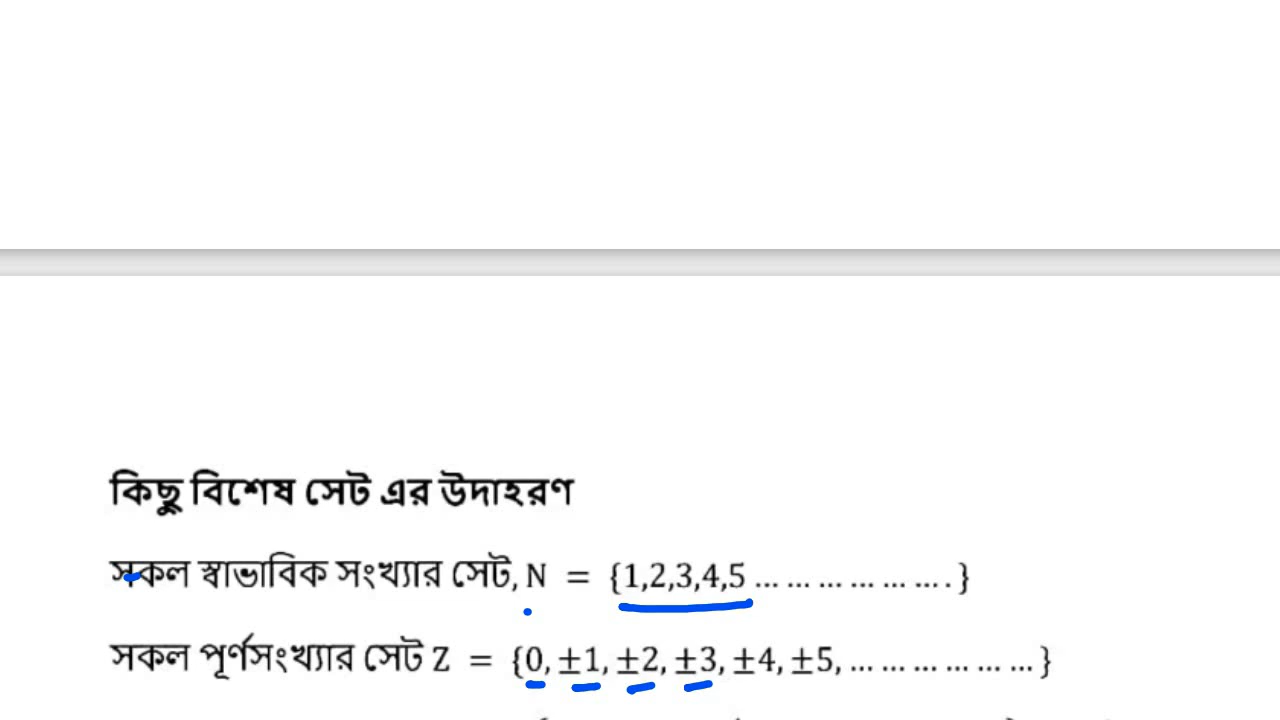 কিছু বিশেষ সেট এর উদাহরণ
সকল স্বাভাবিক সংখ্যার সেট, N = {1,2,3,4,5 … … … … … … .}
সকল পূর্ণসংখ্যার সেট Z = {0, ±1, ±2, ±3, ±4, ±5, … … … … … … }